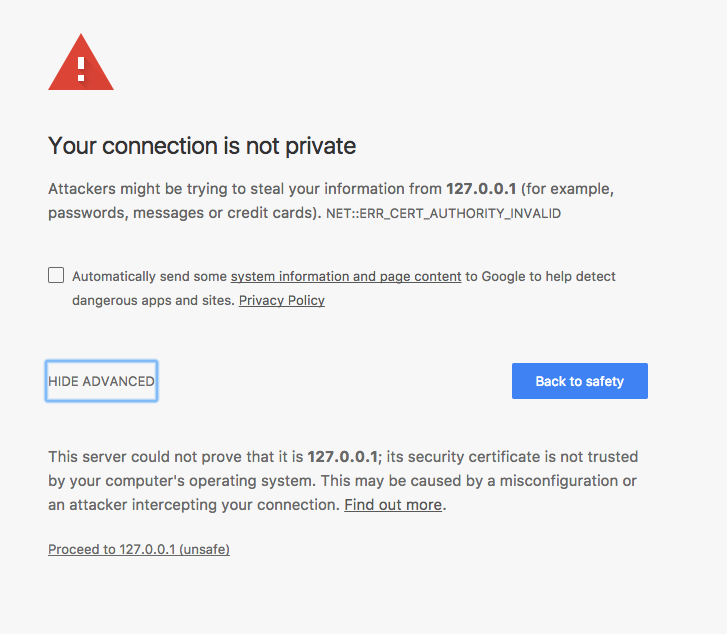 Your connection is not private
Attackers might be trying to steal your information from 127.0.0.1 (for example,
passwords, messages or credit cards). NET::ERR_CERT_AUTHORITY_INVALID
Automatically send some system information and page content to Google to help detect
dangerous apps and sites. Privacy Policy
HIDE ADVANCED
Back to safety
This server could not prove that it is 127.0.0.1; its security certificate is not trusted
by your computer's operating system. This may be caused by a misconfiguration or
an attacker intercepting your connection. Find out more.
Proceed to 127.0.0.1 (unsafe)